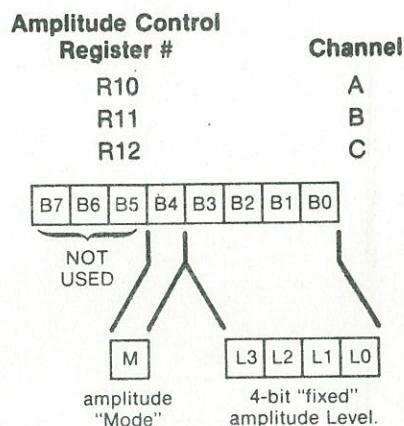 Amplitude Control
Register # Channel
R10 A
R11 B
R12 C
B7 B6 B5 B4 B3 B2 B1 B0
NOT
USED
M L3 L2 L1 L0
amplitude 4-bit "fixed"
"Mode" amplitude Level.